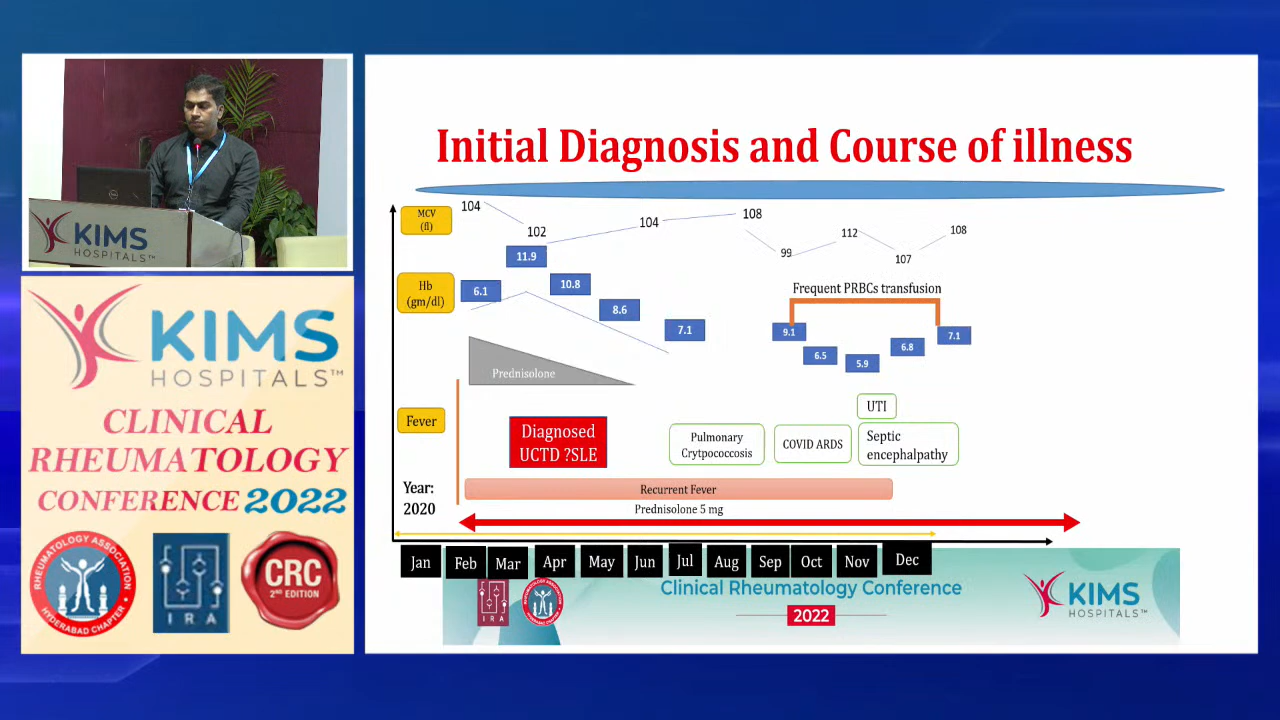 KIMS
HOSPITALS
KIMS
HOSPITALS™
CLINICAL
RHEUMATOLOGY
CONFERENCE 2022
RHEUMATOLOGY ASSOCIATION
HYDERABAD CHAPTER
IRA
CRC
2ND EDITION
Initial Diagnosis and Course of illness
MCV
(fl)
104
102
104
108
99
112
107
108
Hb
(gm/dl)
6.1
11.9
10.8
8.6
7.1
Frequent PRBCs transfusion
9.1
6.5
5.9
6.8
7.1
Prednisolone
Fever
Diagnosed
UCTD ?SLE
Pulmonary
Crytpococcosis
COVID ARDS
UTI
Septic
encephalpathy
Recurrent Fever
Year:
2020
Prednisolone 5 mg
Jan Feb Mar Apr May Jun Jul Aug Sep Oct Nov Dec
IRA
Clinical Rheumatology Conference
2022
KIMS
HOSPITALS™